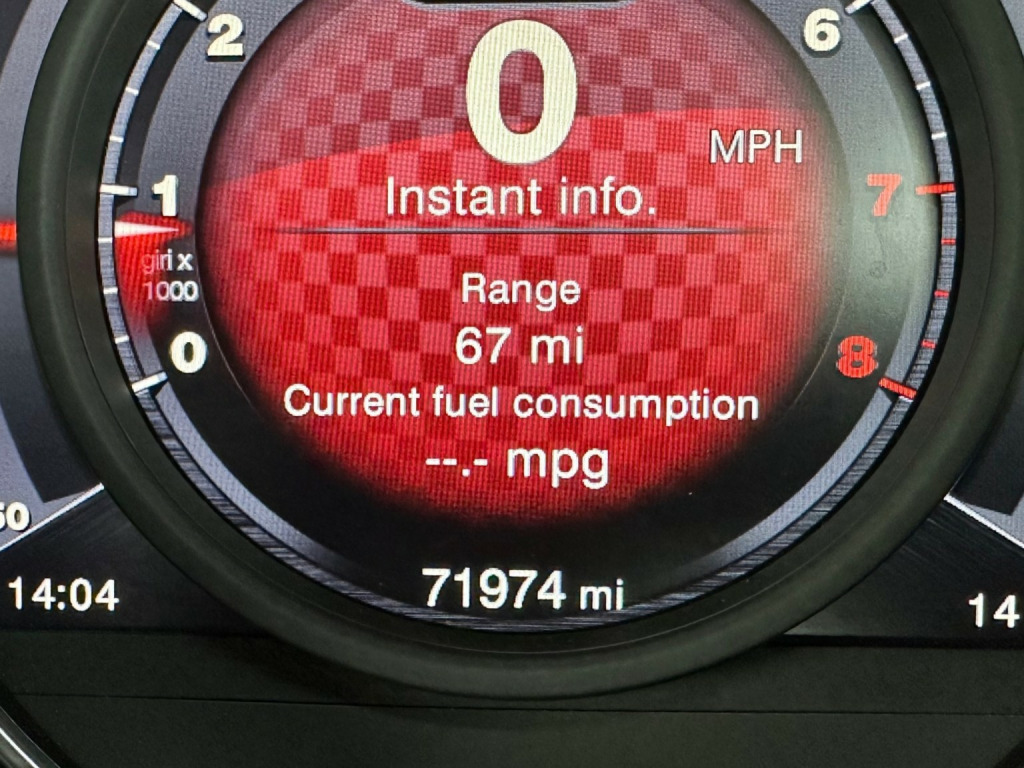 2
0
6
MPH
1
Instant info.
7
giri x
1000
Range
67 mi
0
8
Current fuel consumption
--.- mpg
50
71974 mi
14:04
14